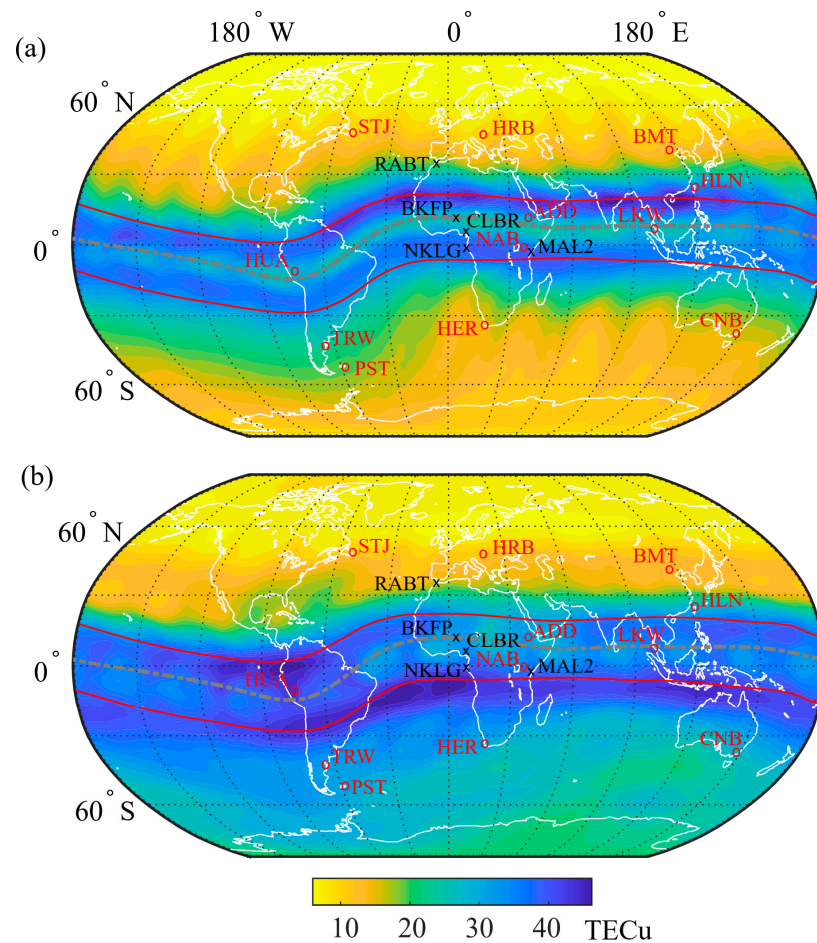 180° W 0° 180° E
(a)
60° N
STJ HRB BMT
RABT HLN
BKFP CLBR ADD LKW
0° HUA NKLG NAB MAL2
TRW HER CNB
PST
60° S
(b)
60° N
STJ HRB BMT
RABT HLN
BKFP CLBR ADD LKW
0° NKLG NAB MAL2
TRW HER CNB
PST
60° S
10 20 30 40 TECu